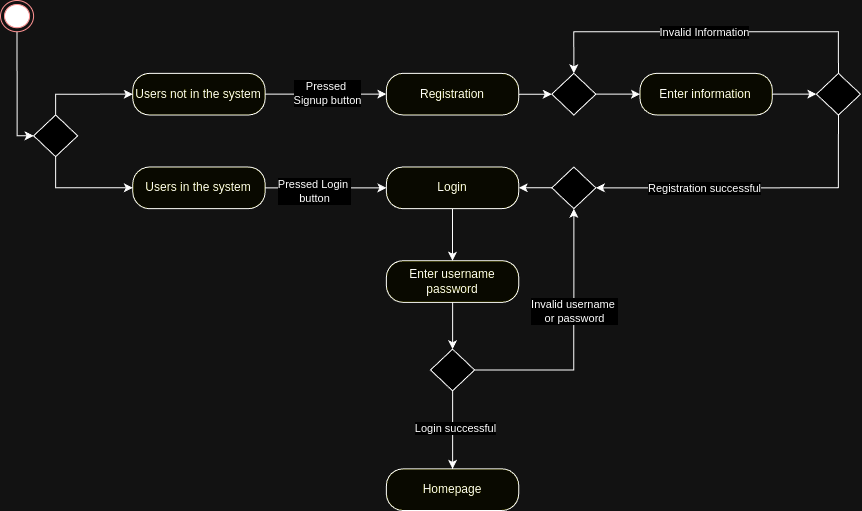 Invalid Information
Users not in the system
Pressed
Signup button
Registration
Enter information
Users in the system
Pressed Login
button
Login
Registration successful
Enter username
password
Invalid username
or password
Login successful
Homepage